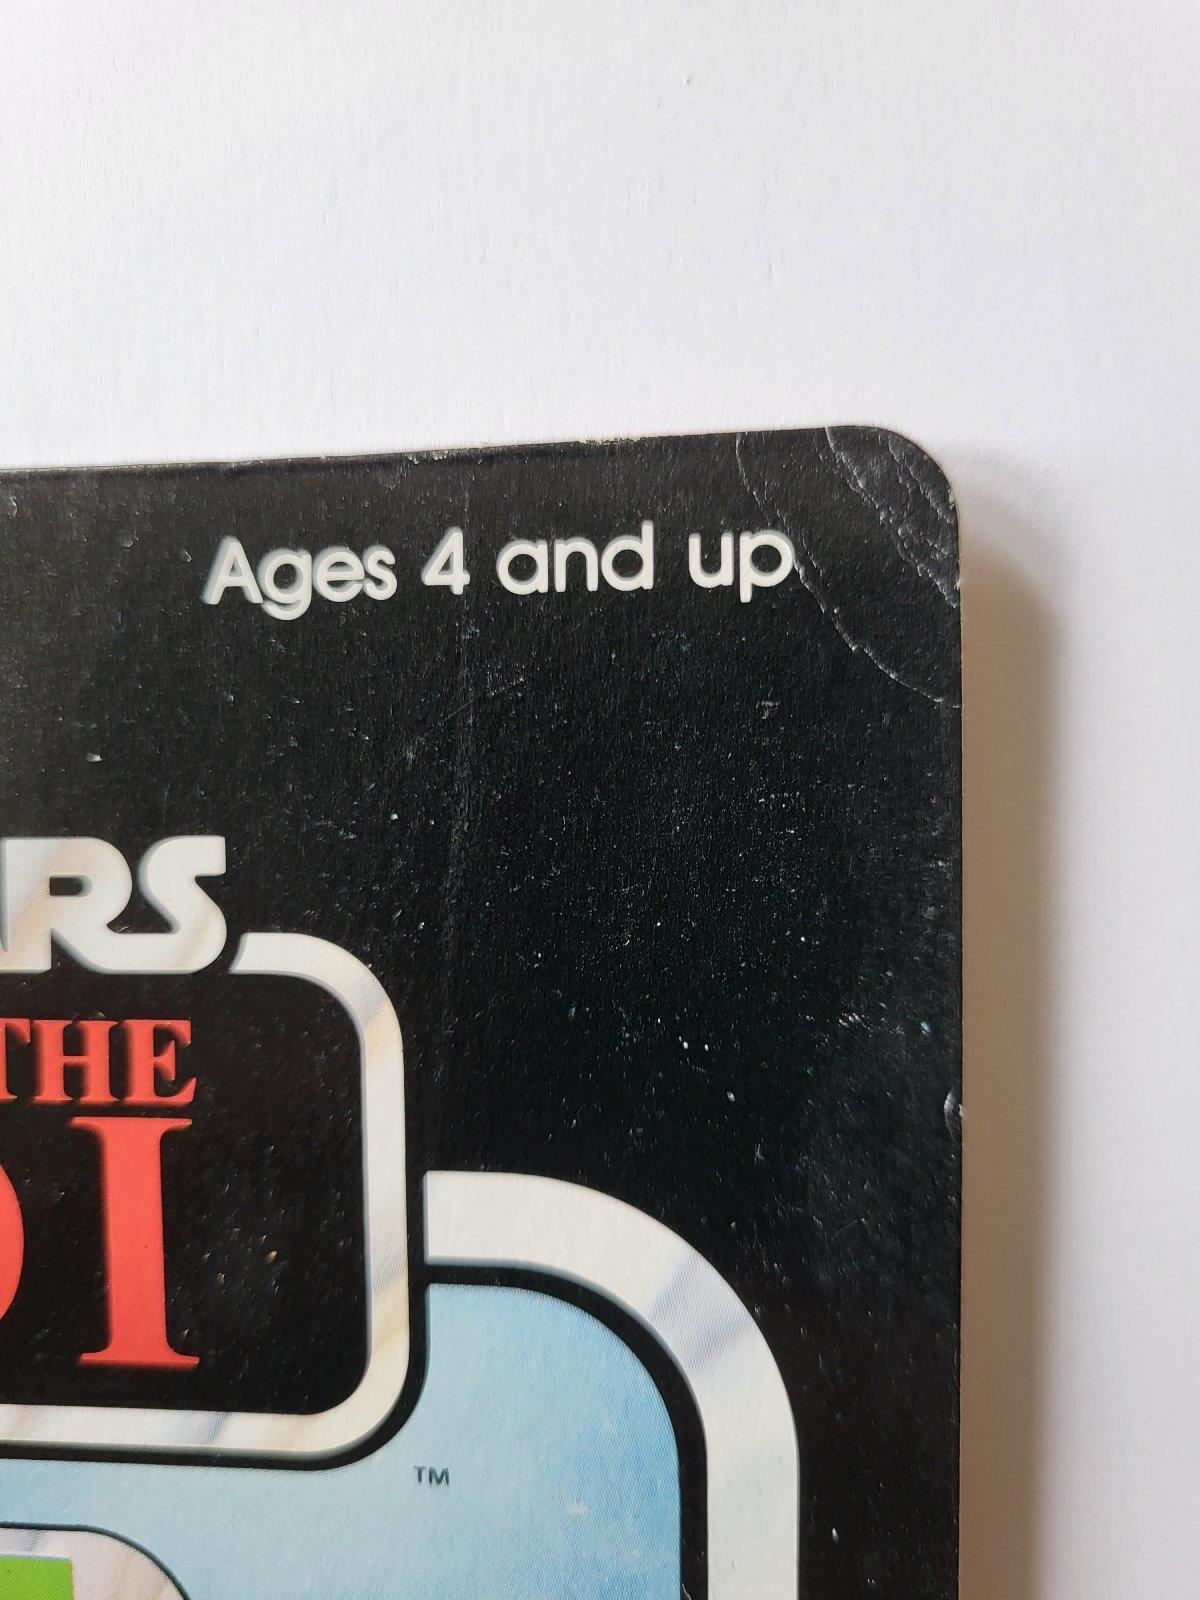 Ages 4 and up
ARS
THE
DI
TM